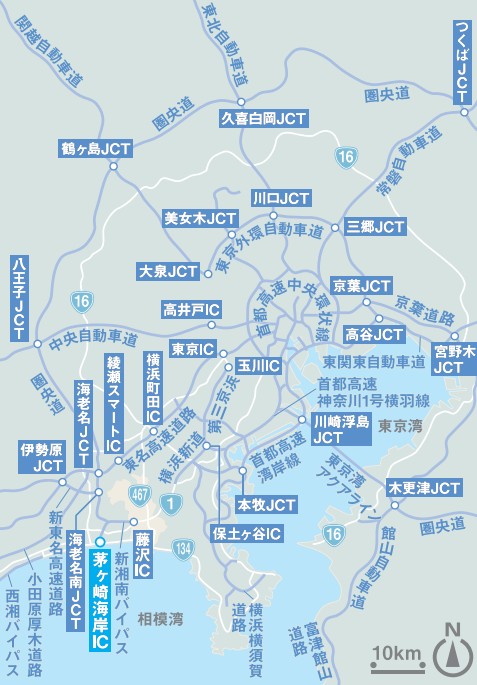 関越自動車道
東北自動車道
つくばJCT
圏央道
圏央道
久喜白岡JCT
鶴ヶ島JCT
16
常磐自動車道
川口JCT
美女木JCT
東京外環自動車道
三郷JCT
大泉JCT
八王子JCT
16
首都高速中央環状線
京葉JCT
高井戸IC
京葉道路
高谷JCT
中央自動車道
東京IC
宮野木
JCT
綾瀬スマートIC
横浜町田IC
玉川IC
東関東自動車道
圏央道
海老名JCT
第三京浜
首都高速
神奈川1号横羽線
東名高速道路
横浜新道
川崎浮島
JCT
東京湾
伊勢原
JCT
首都高速
湾岸線
東京湾
アクアライン
467
1
本牧JCT
木更津JCT
新東名高速道路
海老名南JCT
藤沢IC
保土ヶ谷IC
16
圏央道
134
茅ヶ崎海岸IC
新湘南バイパス
館山自動車道
西湘バイパス
小田原厚木道路
相模湾
横浜横須賀
道路
富津館山
道路
N
10km